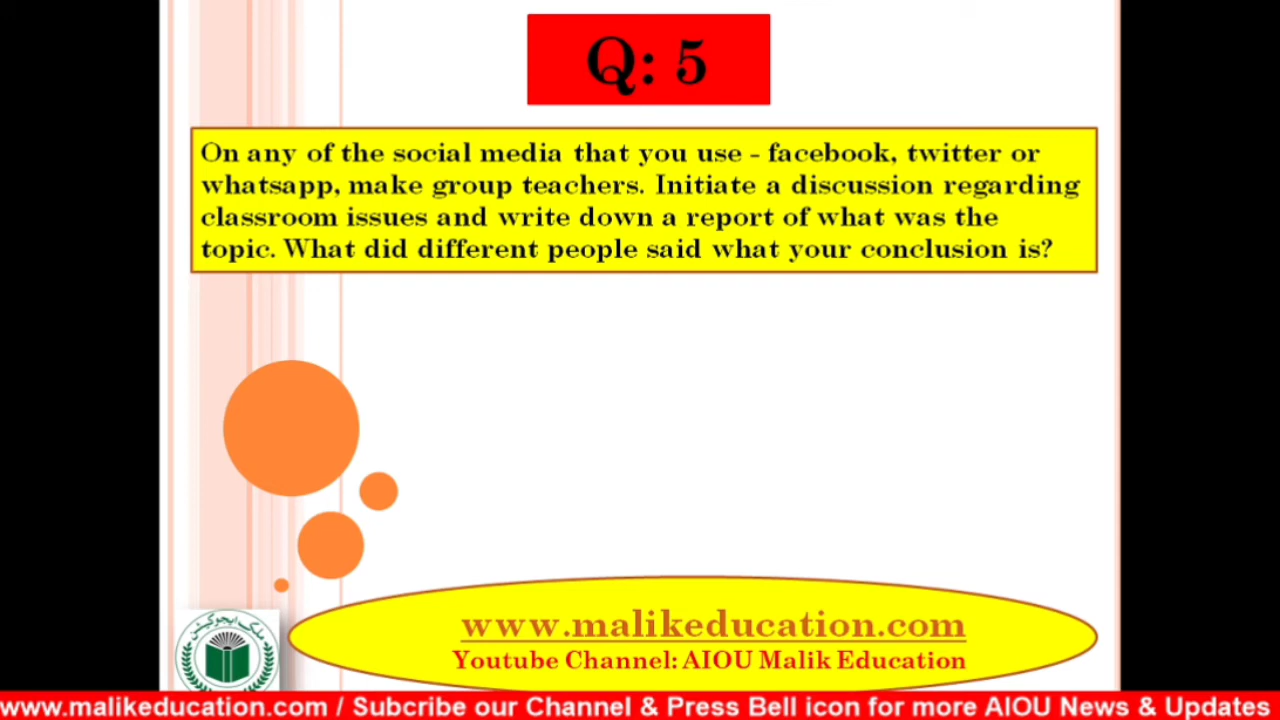 Q: 5
On any of the social media that you use - facebook, twitter or
whatsapp, make group teachers. Initiate a discussion regarding
classroom issues and write down a report of what was the
topic. What did different people said what your conclusion is?
www.malikeducation.com
Youtube Channel: AIOU Malik Education
ملک ایجوکیشن
www.malikeducation.com / Subcribe our Channel & Press Bell icon for more AIOU News & Updates